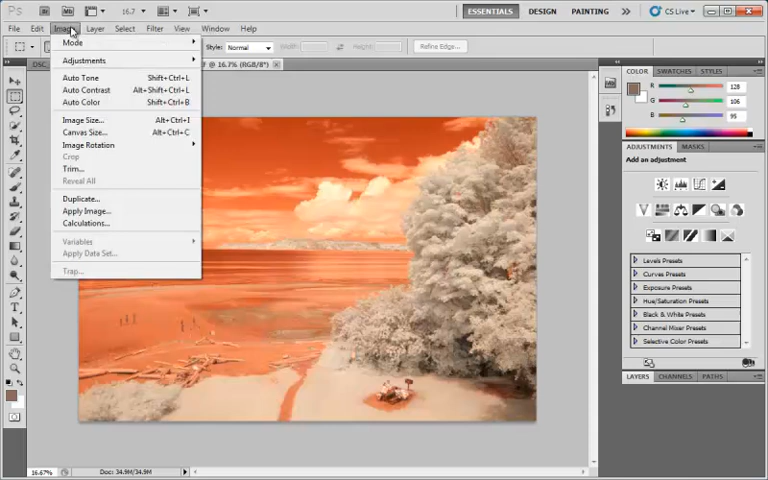 Ps Br Mb 16.7 ESSENTIALS DESIGN PAINTING CS Live
File Edit Image Layer Select Filter View Window Help
Style: Normal Width: Height: Refine Edge...
DSC F @ 16.7% (RGB/8*)
Mode
Adjustments
Auto Tone Shift+Ctrl+L
Auto Contrast Alt+Shift+Ctrl+L
Auto Color Shift+Ctrl+B
Image Size... Alt+Ctrl+I
Canvas Size... Alt+Ctrl+C
Image Rotation
Crop
Trim...
Reveal All
Duplicate...
Apply Image...
Calculations...
Variables
Apply Data Set...
Trap...
COLOR SWATCHES STYLES
R 128
G 106
B 95
ADJUSTMENTS MASKS
Add an adjustment
Levels Presets
Curves Presets
Exposure Presets
Hue/Saturation Presets
Black & White Presets
Channel Mixer Presets
Selective Color Presets
LAYERS CHANNELS PATHS
16.67% Doc: 34.9M/34.9M